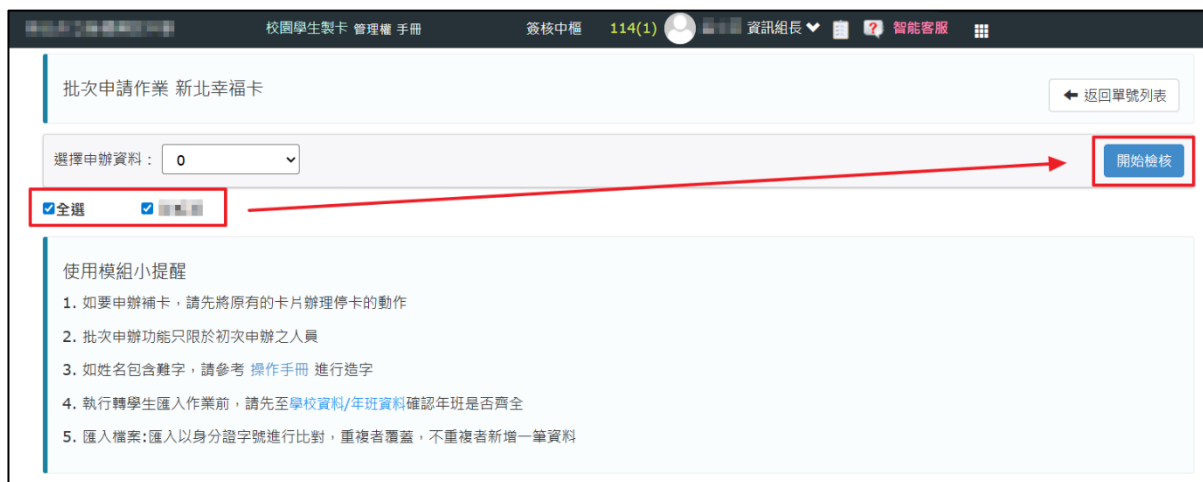 校園學生製卡 管理權 手冊 簽核中樞 114(1) 資訊組長 智能客服
批次申請作業 新北幸福卡
返回單號列表
選擇申辦資料： 0 開始檢核
全選
使用模組小提醒
1. 如要申辦補卡，請先將原有的卡片辦理停卡的動作
2. 批次申辦功能只限於初次申辦之人員
3. 如姓名包含難字，請參考 操作手冊 進行造字
4. 執行轉學生匯入作業前，請先至學校資料/年班資料確認年班是否齊全
5. 匯入檔案:匯入以身分證字號進行比對，重複者覆蓋，不重複者新增一筆資料